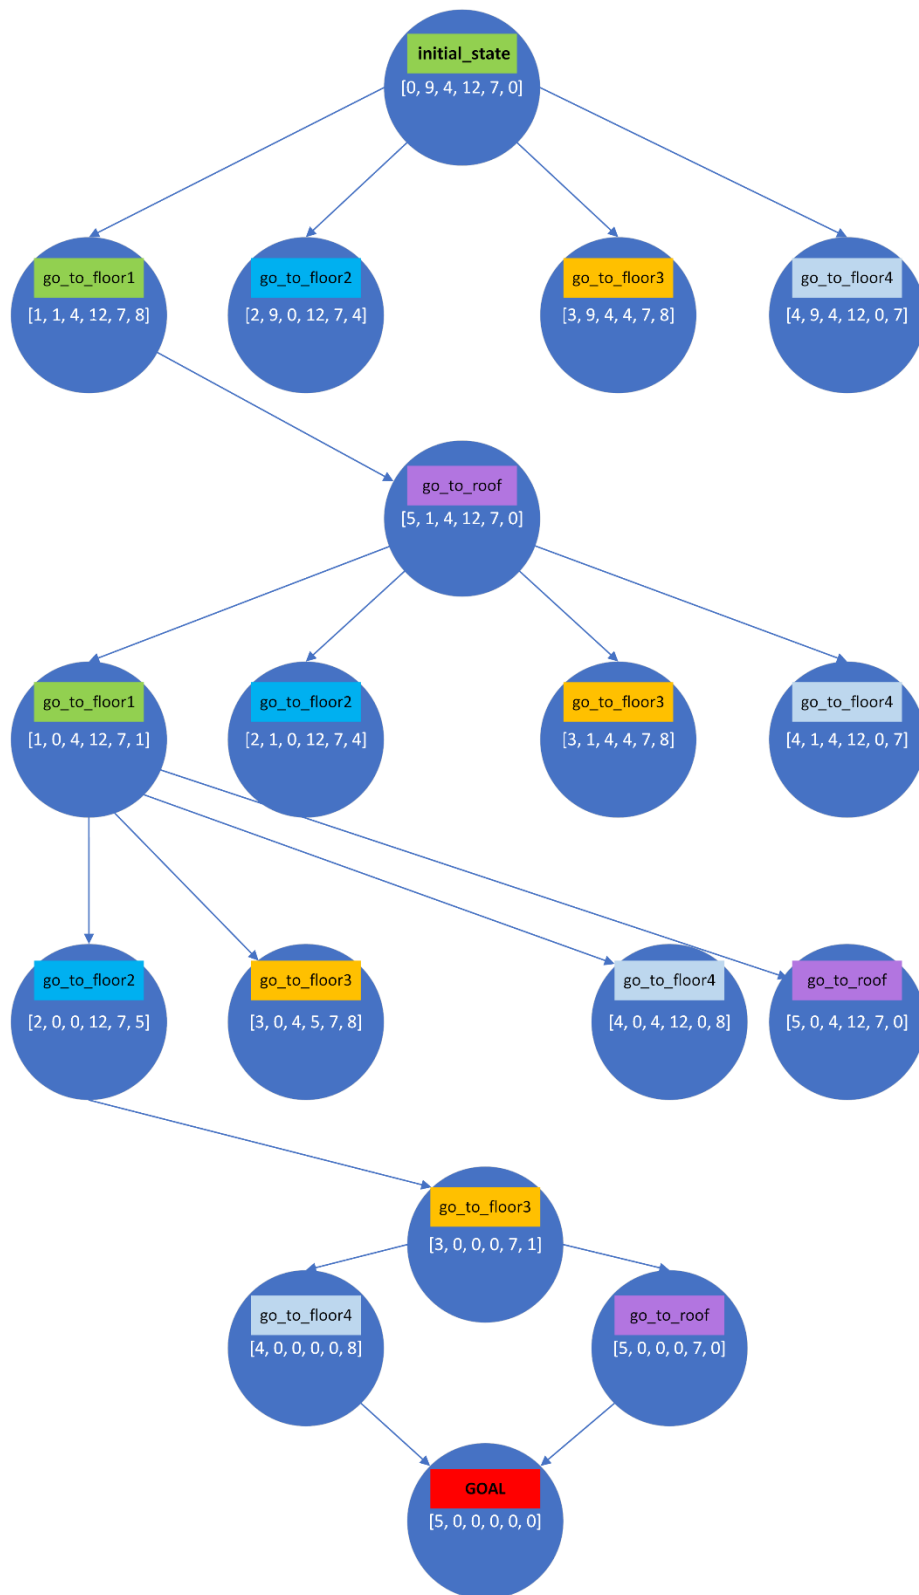 initial_state
[0, 9, 4, 12, 7, 0]
go_to_floor1
[1, 1, 4, 12, 7, 8]
go_to_floor2
[2, 9, 0, 12, 7, 4]
go_to_floor3
[3, 9, 4, 4, 7, 8]
go_to_floor4
[4, 9, 4, 12, 0, 7]
go_to_roof
[5, 1, 4, 12, 7, 0]
go_to_floor1
[1, 0, 4, 12, 7, 1]
go_to_floor2
[2, 1, 0, 12, 7, 4]
go_to_floor3
[3, 1, 4, 4, 7, 8]
go_to_floor4
[4, 1, 4, 12, 0, 7]
go_to_floor2
[2, 0, 0, 12, 7, 5]
go_to_floor3
[3, 0, 4, 5, 7, 8]
go_to_floor4
[4, 0, 4, 12, 0, 8]
go_to_roof
[5, 0, 4, 12, 7, 0]
go_to_floor3
[3, 0, 0, 0, 7, 1]
go_to_floor4
[4, 0, 0, 0, 0, 8]
go_to_roof
[5, 0, 0, 0, 7, 0]
GOAL
[5, 0, 0, 0, 0, 0]